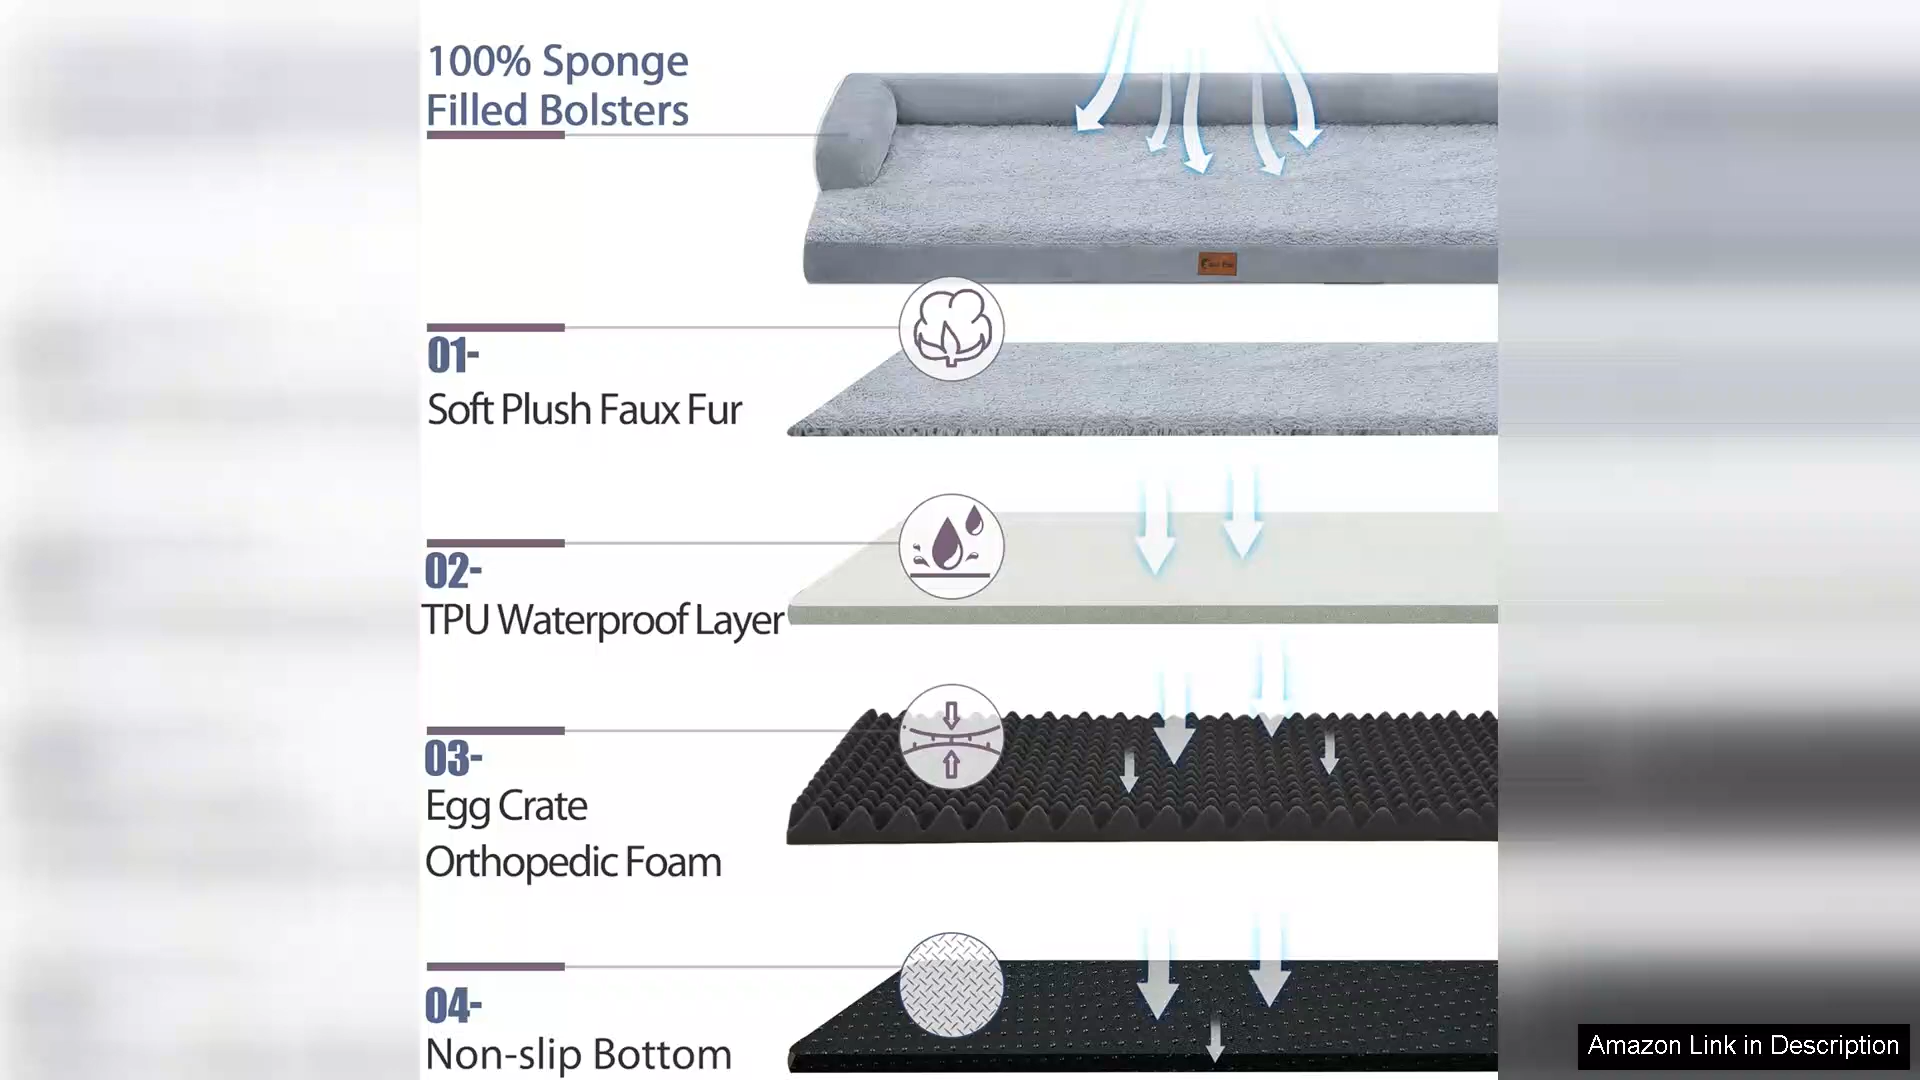 100% Sponge
Filled Bolsters
01-
Soft Plush Faux Fur
02-
TPU Waterproof Layer
03-
Egg Crate
Orthopedic Foam
04-
Non-slip Bottom
Amazon Link in Description